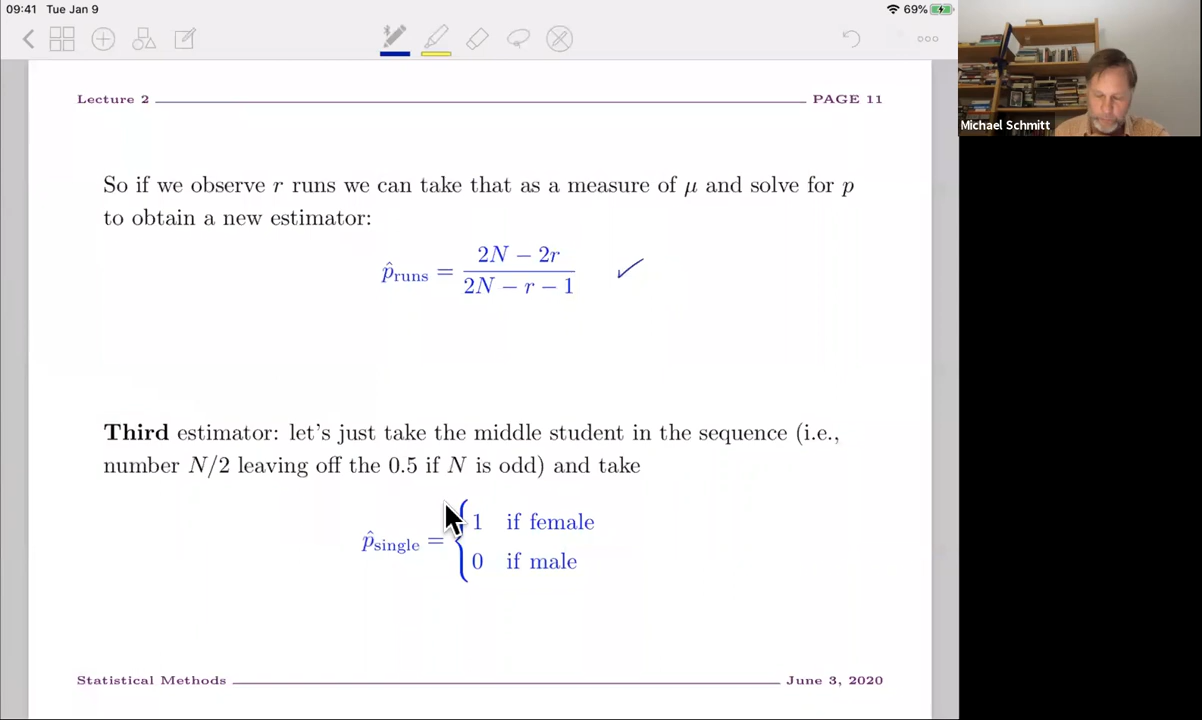 09:41 Tue Jan 9
69%
Lecture 2 PAGE 11
Michael Schmitt
So if we observe r runs we can take that as a measure of μ and solve for p
to obtain a new estimator:
p̂_runs = (2N − 2r)/(2N − r − 1) ✓
Third estimator: let's just take the middle student in the sequence (i.e.,
number N/2 leaving off the 0.5 if N is odd) and take
p̂_single = { 1 if female
0 if male
Statistical Methods June 3, 2020